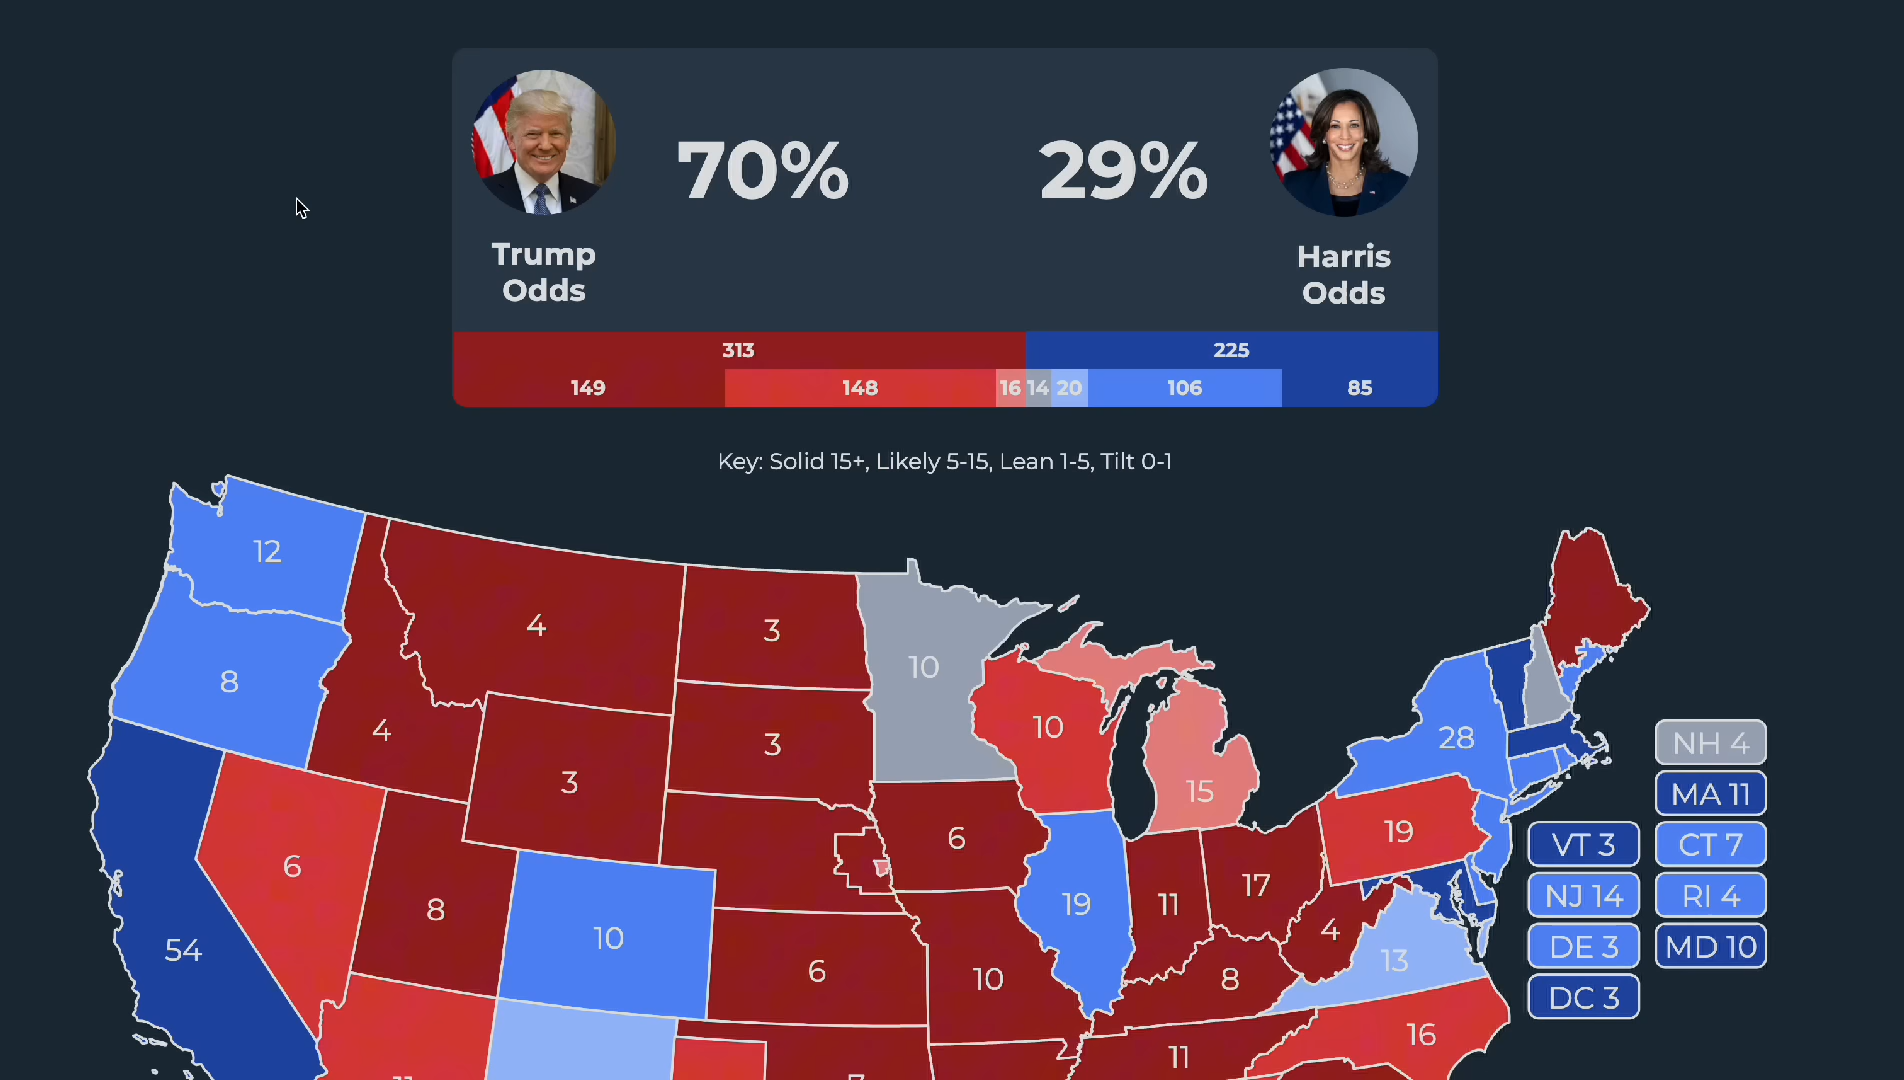 70%
29%
Trump
Odds
Harris
Odds
313
225
149
148
16
14
20
106
85
Key: Solid 15+, Likely 5-15, Lean 1-5, Tilt 0-1
12
4
3
10
8
4
3
3
10
15
28
NH 4
6
8
10
6
19
11
17
19
MA 11
VT 3
CT 7
NJ 14
RI 4
54
6
10
8
4
13
DE 3
MD 10
DC 3
16
11